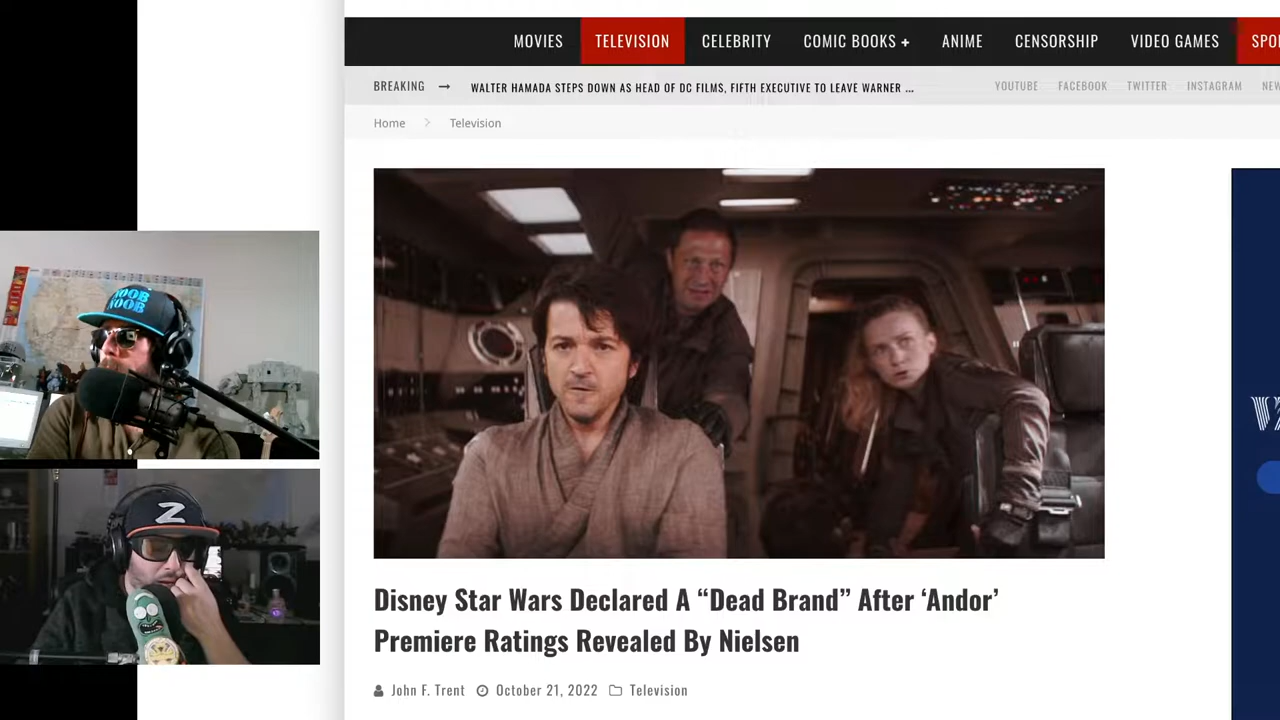 MOVIES TELEVISION CELEBRITY COMIC BOOKS + ANIME CENSORSHIP VIDEO GAMES
BREAKING → WALTER HAMADA STEPS DOWN AS HEAD OF DC FILMS, FIFTH EXECUTIVE TO LEAVE WARNER ... YOUTUBE FACEBOOK TWITTER INSTAGRAM
Home > Television
NOOB
NOOB
Z
Disney Star Wars Declared A “Dead Brand” After ‘Andor’
Premiere Ratings Revealed By Nielsen
John F. Trent October 21, 2022 Television